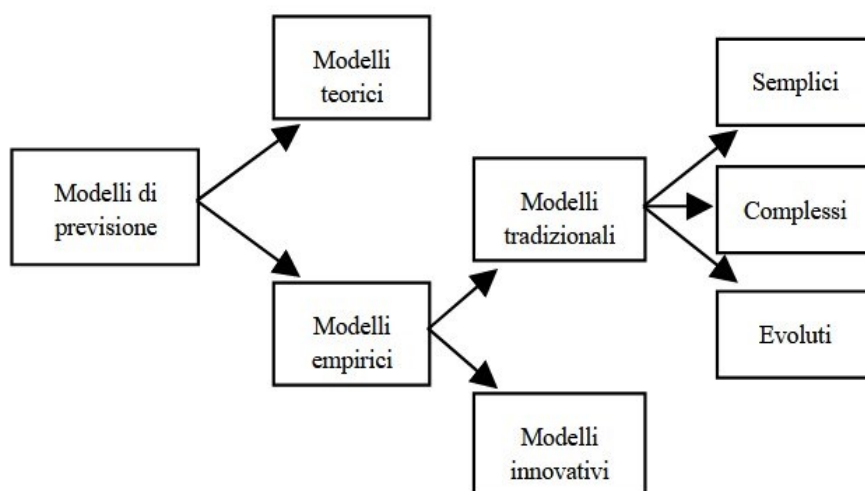 Modelli di
previsione
Modelli
teorici
Modelli
empirici
Modelli
tradizionali
Modelli
innovativi
Semplici
Complessi
Evoluti